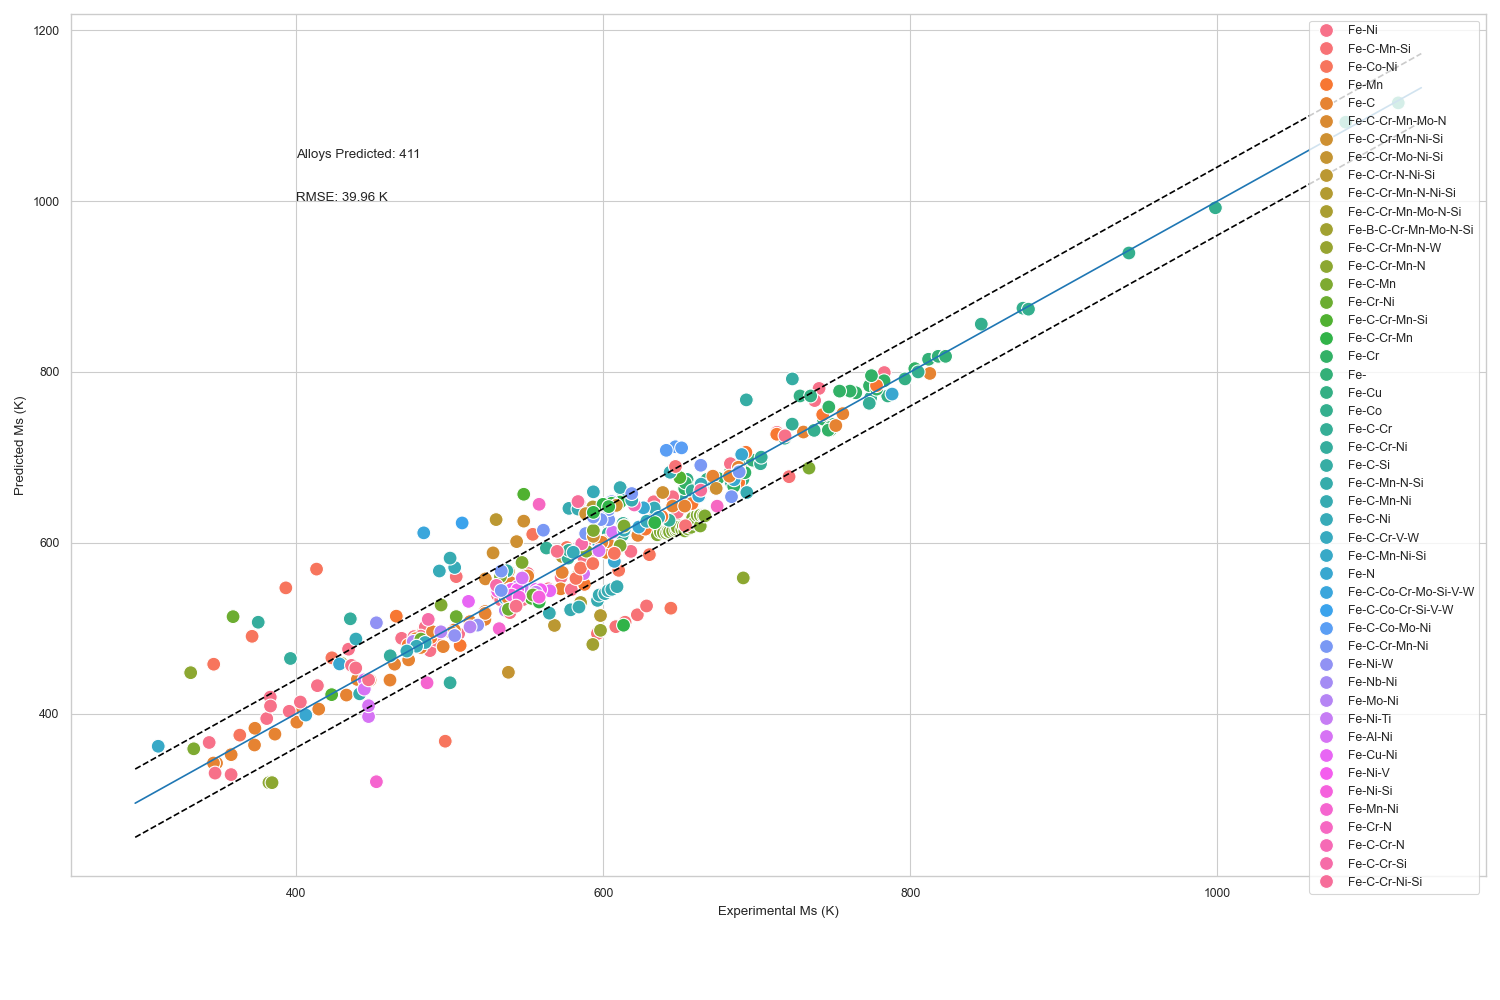 1200
1000
800
600
400
Predicted Ms (K)
Alloys Predicted: 411
RMSE: 39.96 K
400
600
800
1000
Experimental Ms (K)
Fe-Ni
Fe-C-Mn-Si
Fe-Co-Ni
Fe-Mn
Fe-C
Fe-C-Cr-Mn-Mo-N
Fe-C-Cr-Mn-Ni-Si
Fe-C-Cr-Mo-Ni-Si
Fe-C-Cr-N-Ni-Si
Fe-C-Cr-Mn-N-Ni-Si
Fe-C-Cr-Mn-Mo-N-Si
Fe-B-C-Cr-Mn-Mo-N-Si
Fe-C-Cr-Mn-N-W
Fe-C-Cr-Mn-N
Fe-C-Mn
Fe-Cr-Ni
Fe-C-Cr-Mn-Si
Fe-C-Cr-Mn
Fe-Cr
Fe-
Fe-Cu
Fe-Co
Fe-C-Cr
Fe-C-Cr-Ni
Fe-C-Si
Fe-C-Mn-N-Si
Fe-C-Mn-Ni
Fe-C-Ni
Fe-C-Cr-V-W
Fe-C-Mn-Ni-Si
Fe-N
Fe-C-Co-Cr-Mo-Si-V-W
Fe-C-Co-Cr-Si-V-W
Fe-C-Co-Mo-Ni
Fe-C-Cr-Mn-Ni
Fe-Ni-W
Fe-Nb-Ni
Fe-Mo-Ni
Fe-Ni-Ti
Fe-Al-Ni
Fe-Cu-Ni
Fe-Ni-V
Fe-Ni-Si
Fe-Mn-Ni
Fe-Cr-N
Fe-C-Cr-N
Fe-C-Cr-Si
Fe-C-Cr-Ni-Si